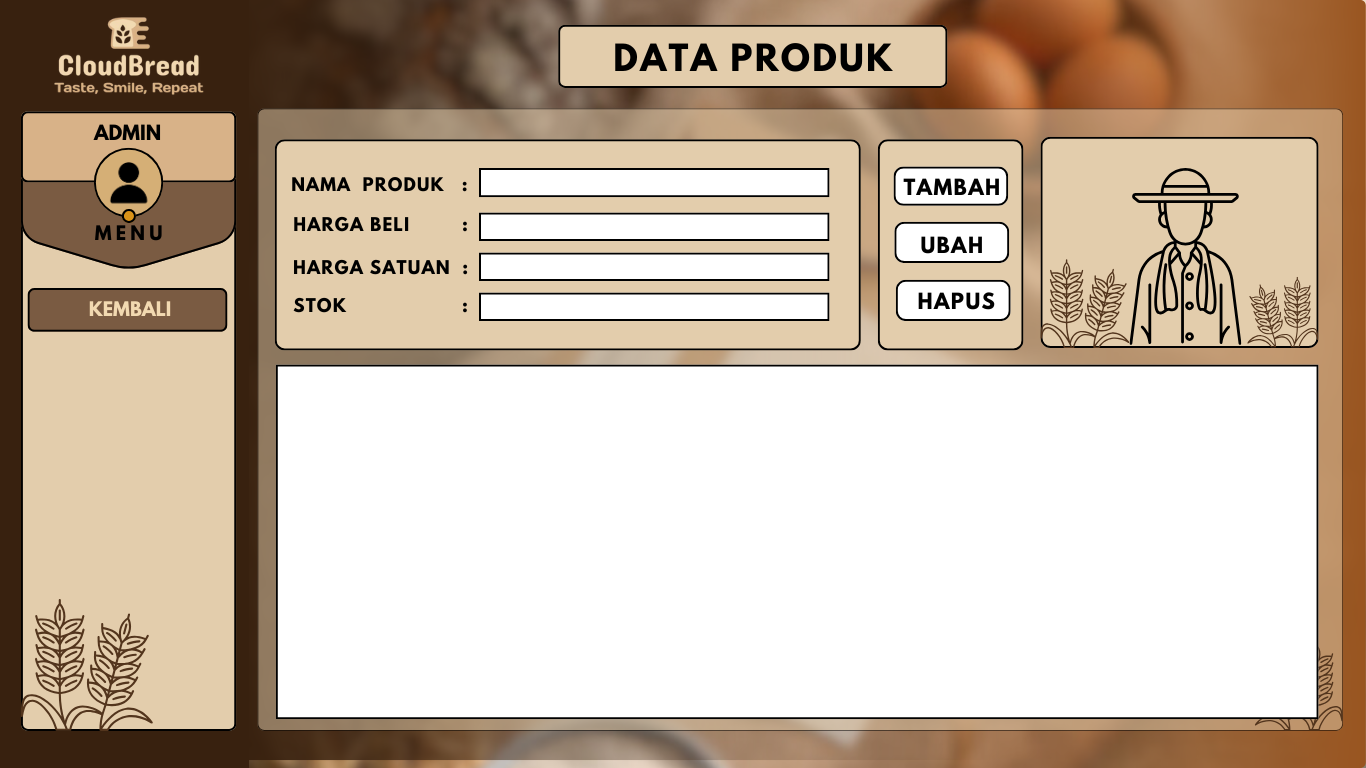 CloudBread
Taste, Smile, Repeat
ADMIN
MENU
KEMBALI
DATA PRODUK
NAMA PRODUK :
HARGA BELI :
HARGA SATUAN :
STOK :
TAMBAH
UBAH
HAPUS